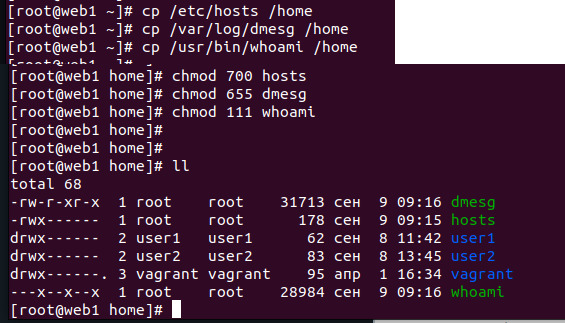 [root@web1 ~]# cp /etc/hosts /home
[root@web1 ~]# cp /var/log/dmesg /home
[root@web1 ~]# cp /usr/bin/whoami /home
[root@web1 home]# chmod 700 hosts
[root@web1 home]# chmod 655 dmesg
[root@web1 home]# chmod 111 whoami
[root@web1 home]#
[root@web1 home]#
[root@web1 home]# ll
total 68
-rw-r-xr-x  1 root    root    31713 сен  9 09:16 dmesg
-rwx------  1 root    root      178 сен  9 09:15 hosts
drwx------  2 user1   user1      62 сен  8 11:42 user1
drwx------  2 user2   user2      83 сен  8 13:45 user2
drwx------. 3 vagrant vagrant    95 апр  1 16:34 vagrant
---x--x--x  1 root    root    28984 сен  9 09:16 whoami
[root@web1 home]#